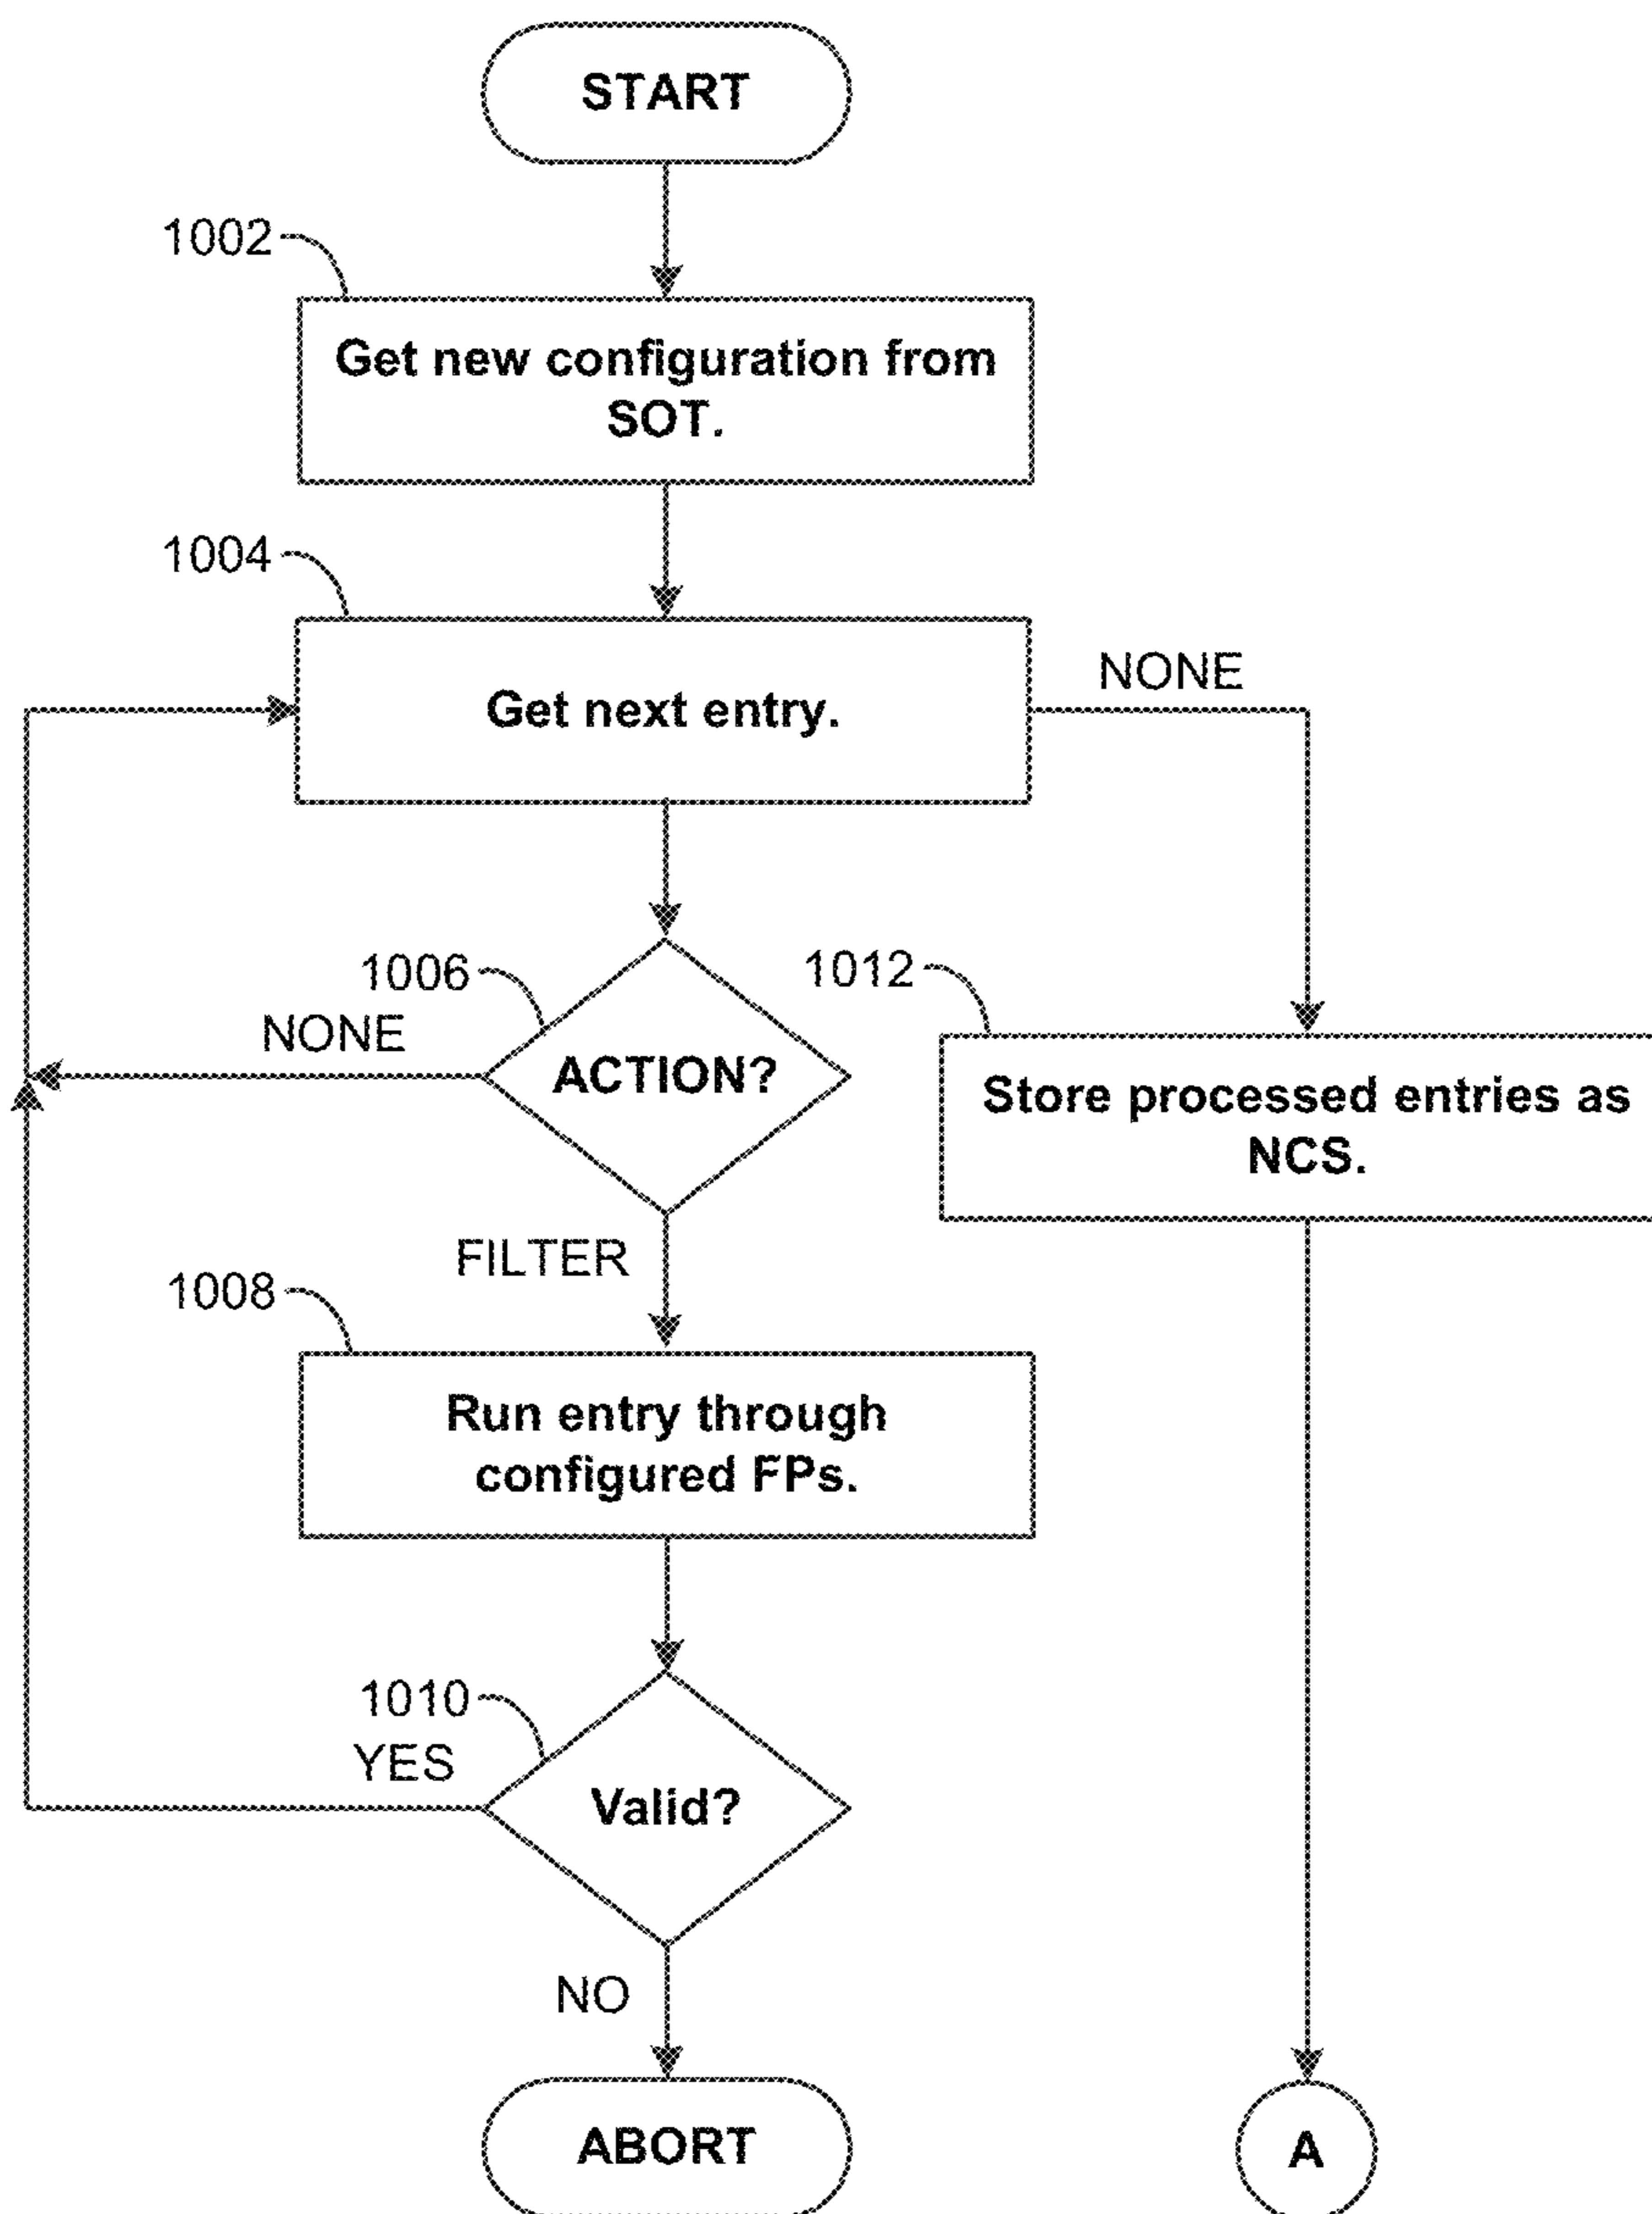 START
1002
Get new configuration from
SOT.
1004
Get next entry.
NONE
1006
NONE
ACTION?
1012
Store processed entries as
NCS.
FILTER
1008
Run entry through
configured FPs.
1010
YES
Valid?
NO
ABORT
A